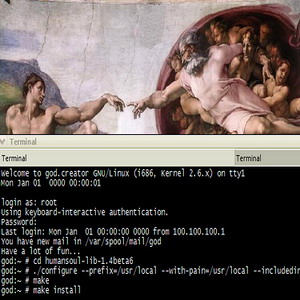 Terminal
Terminal Terminal
Welcome to god.creator GNU/Linux (i686, Kernel 2.6.x) on tty1
Mon Jan 01  0000 00:00:01
login as: root
Using keyboard-interactive authentication.
Password:
Last login: Mon Jan  01 00:00:00 0000 from 100.100.100.1
You have new mail in /var/spool/mail/god
Have a lot of fun...
god:~ # cd humansoul-lib-1.4beta6
god:~ # ./configure --prefix=/usr/local --with-pan=/usr/local --includedir
god:~ # make
god:~ # make install